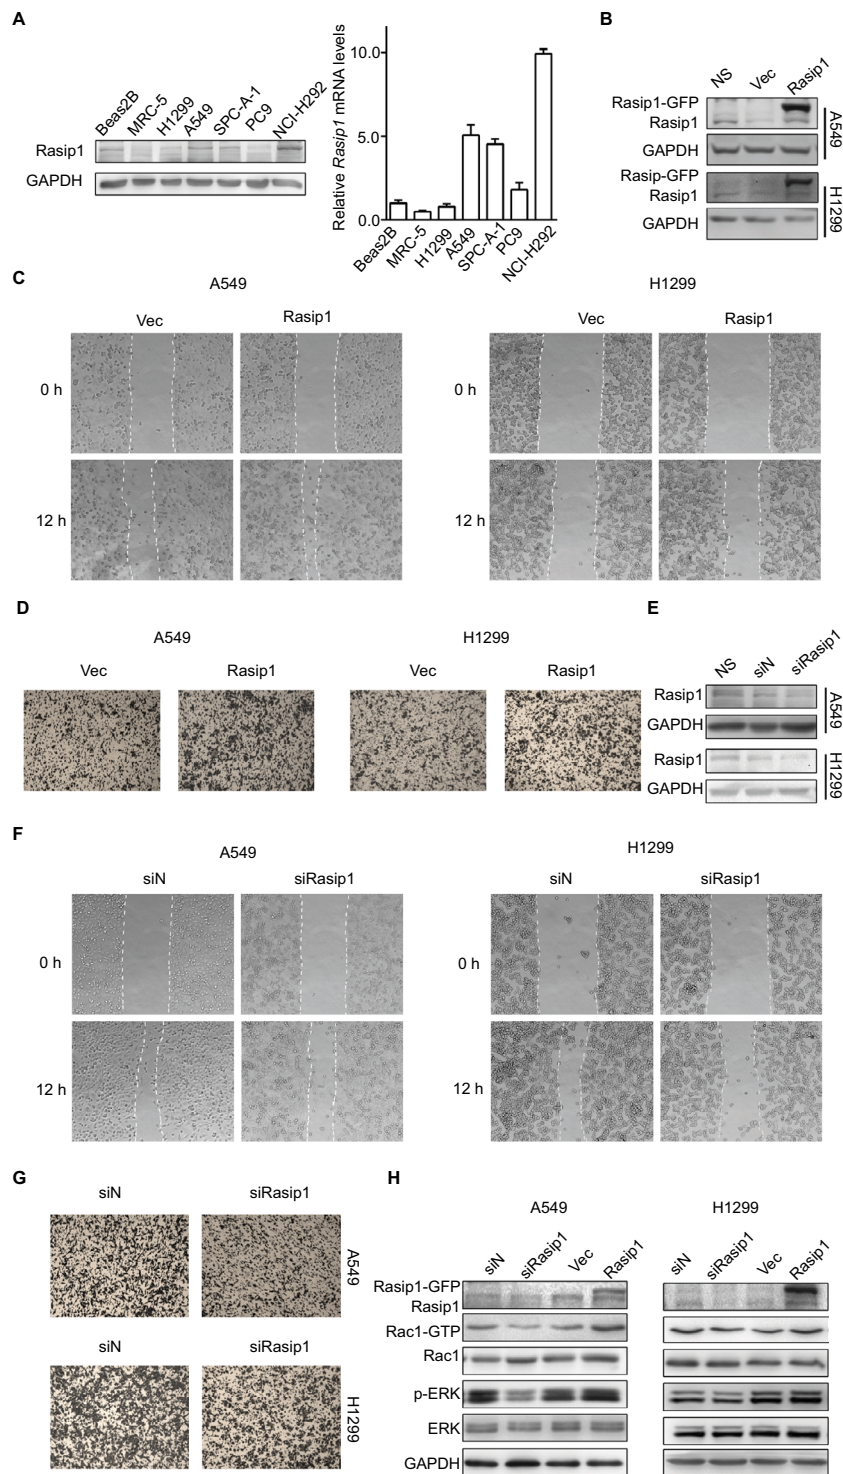 A
Beas2B
MRC-5
H1299
A549
SPC-A-1
PC9
NCI-H292
Rasip1
GAPDH
Relative Rasip1 mRNA levels
10.0
5.0
0.0
Beas2B
MRC-5
H1299
A549
SPC-A-1
PC9
NCI-H292
B
NS
Vec
Rasip1
Rasip1-GFP
Rasip1
GAPDH
A549
Rasip-GFP
Rasip1
GAPDH
H1299
C
A549
H1299
Vec
Rasip1
Vec
Rasip1
0 h
0 h
12 h
12 h
D
A549
H1299
Vec
Rasip1
Vec
Rasip1
E
NS
siN
siRasip1
Rasip1
GAPDH
A549
Rasip1
GAPDH
H1299
F
A549
H1299
siN
siRasip1
siN
siRasip1
0 h
0 h
12 h
12 h
G
siN
siRasip1
A549
siN
siRasip1
H1299
H
A549
H1299
siN
siRasip1
Vec
Rasip1
siN
siRasip1
Vec
Rasip1
Rasip1-GFP
Rasip1
Rac1-GTP
Rac1
p-ERK
ERK
GAPDH